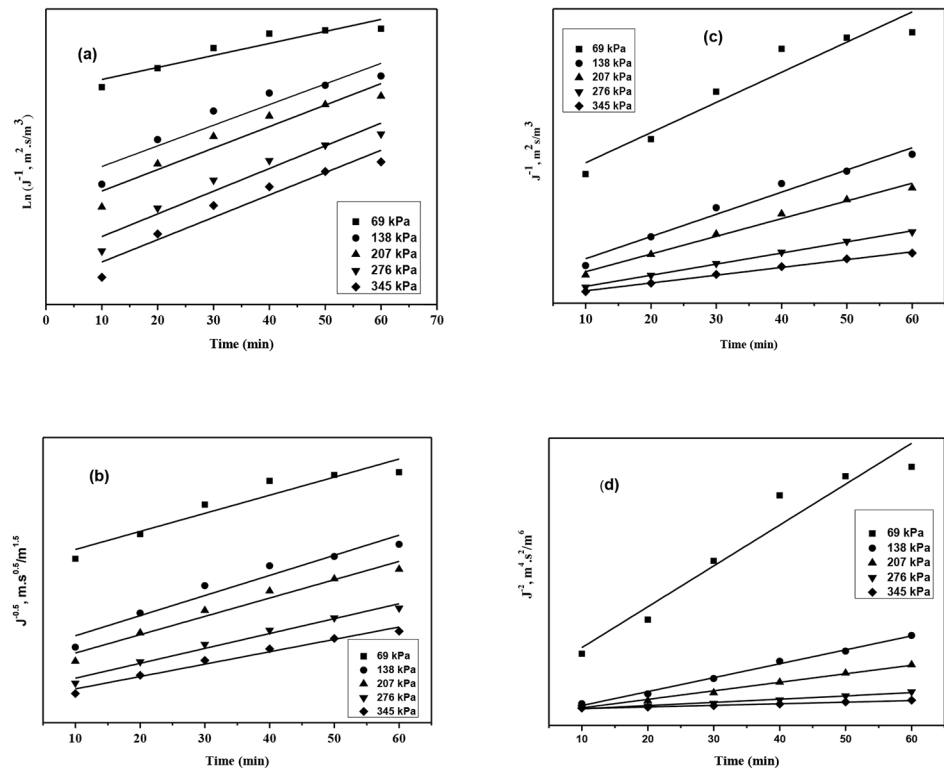 (a)
Ln (J⁻¹, m².s/m³)
69 kPa
138 kPa
207 kPa
276 kPa
345 kPa
0 10 20 30 40 50 60 70
Time (min)
(c)
J⁻¹, m²s/m³
69 kPa
138 kPa
207 kPa
276 kPa
345 kPa
10 20 30 40 50 60
Time (min)
(b)
J⁻⁰·⁵, m.s⁰·⁵/m¹·⁵
69 kPa
138 kPa
207 kPa
276 kPa
345 kPa
10 20 30 40 50 60
Time (min)
(d)
J⁻², m⁴.s²/m⁶
69 kPa
138 kPa
207 kPa
276 kPa
345 kPa
10 20 30 40 50 60
Time (min)